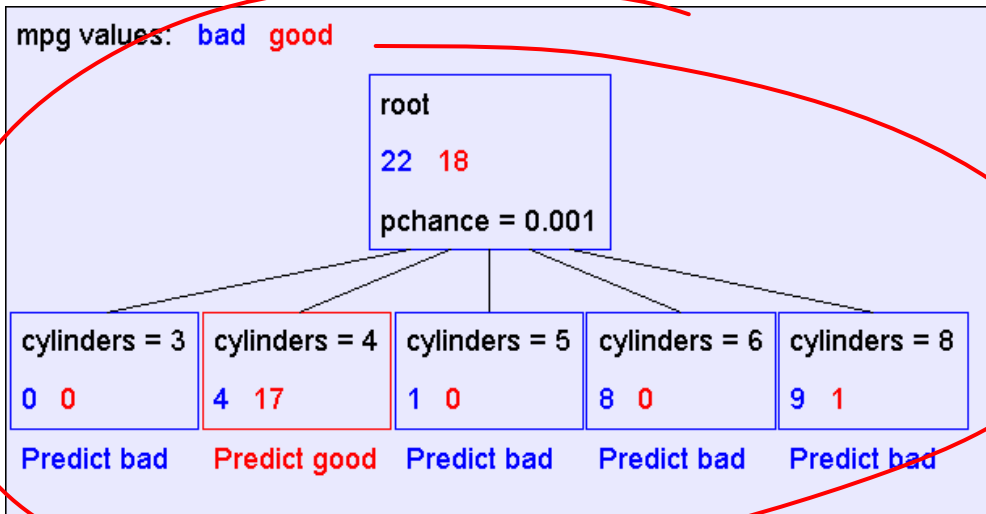 mpg values: bad good
root
22 18
pchance = 0.001
cylinders = 3 cylinders = 4 cylinders = 5 cylinders = 6 cylinders = 8
0 0 4 17 1 0 8 0 9 1
Predict bad Predict good Predict bad Predict bad Predict bad